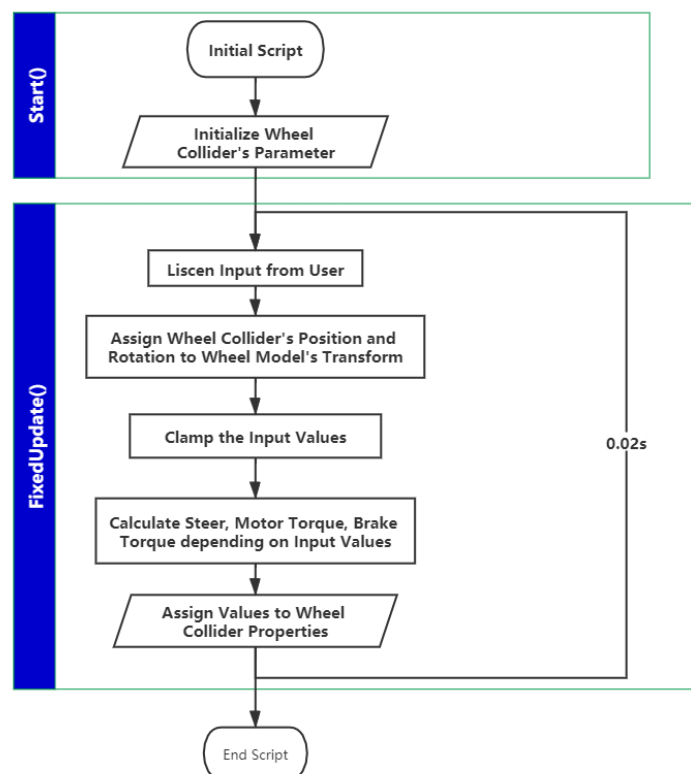 Start()
Initial Script
Initialize Wheel
Collider's Parameter
FixedUpdate()
Liscen Input from User
Assign Wheel Collider's Position and
Rotation to Wheel Model's Transform
Clamp the Input Values
0.02s
Calculate Steer, Motor Torque, Brake
Torque depending on Input Values
Assign Values to Wheel
Collider Properties
End Script